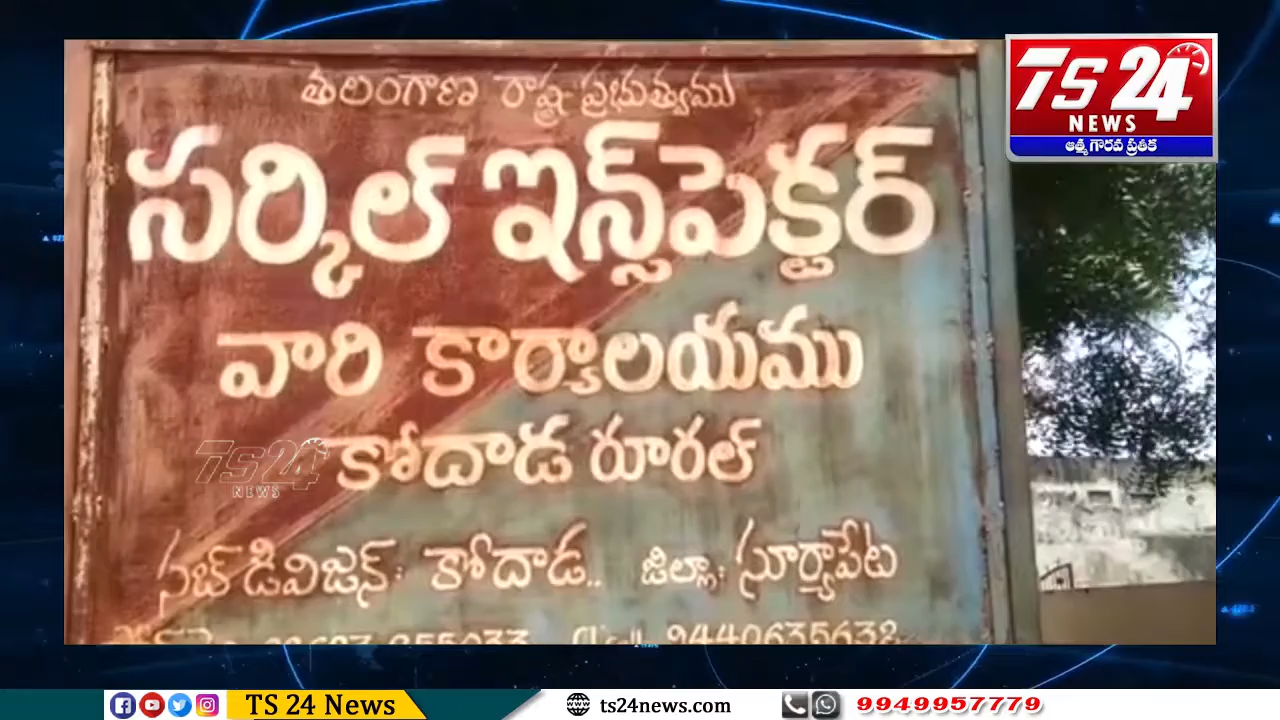 తెలంగాణ రాష్ట్ర ప్రభుత్వము
సర్కిల్ ఇన్స్‌పెక్టర్
వారి కార్యాలయము
కోదాడ రూరల్
సబ్ డివిజన్: కోదాడ.. జిల్లా: సూర్యాపేట
TS 24
NEWS
ఆత్మ గౌరవ ప్రతీక
TS 24
NEWS
TS 24 News
ts24news.com
9949957779